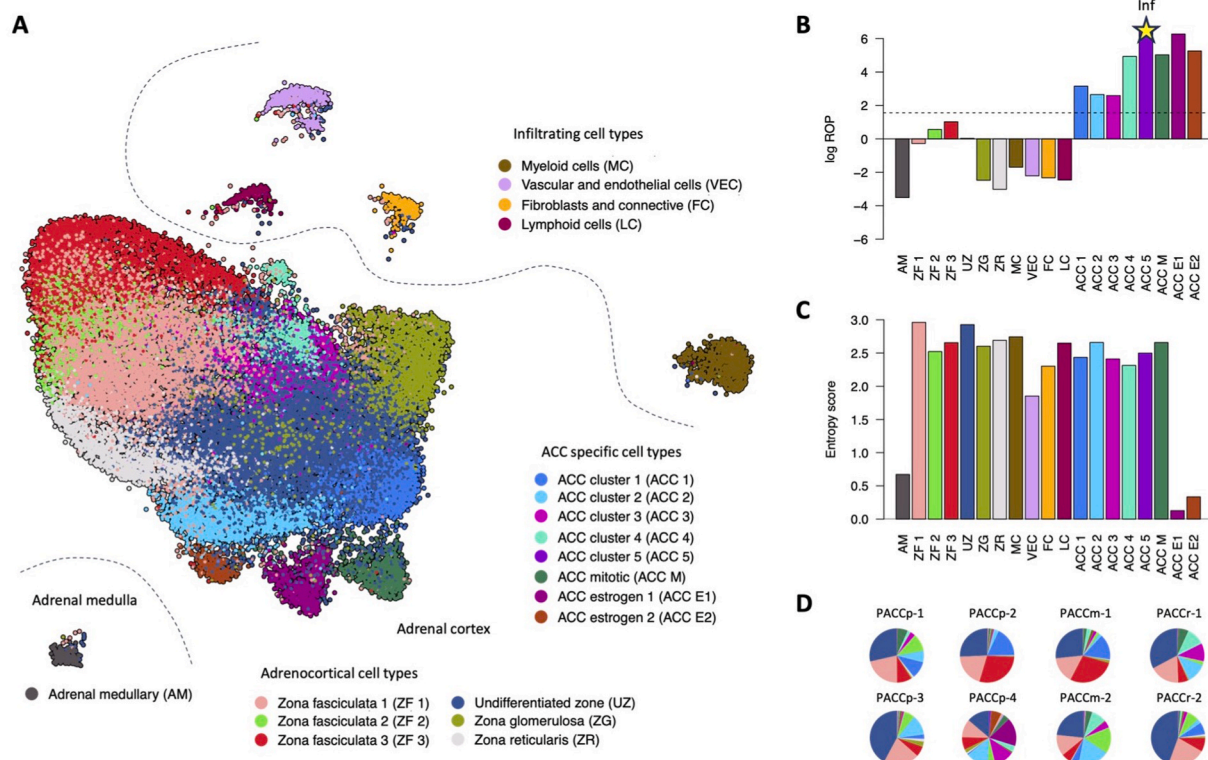 A
Infiltrating cell types
Myeloid cells (MC)
Vascular and endothelial cells (VEC)
Fibroblasts and connective (FC)
Lymphoid cells (LC)
ACC specific cell types
ACC cluster 1 (ACC 1)
ACC cluster 2 (ACC 2)
ACC cluster 3 (ACC 3)
ACC cluster 4 (ACC 4)
ACC cluster 5 (ACC 5)
ACC mitotic (ACC M)
ACC estrogen 1 (ACC E1)
ACC estrogen 2 (ACC E2)
Adrenal medulla
Adrenal cortex
Adrenal medullary (AM)
Adrenocortical cell types
Zona fasciculata 1 (ZF 1)
Zona fasciculata 2 (ZF 2)
Zona fasciculata 3 (ZF 3)
Undifferentiated zone (UZ)
Zona glomerulosa (ZG)
Zona reticularis (ZR)
B
Inf
log ROP
6
4
2
0
−2
−4
−6
AM ZF 1 ZF 2 ZF 3 UZ ZG ZR MC VEC FC LC ACC 1 ACC 2 ACC 3 ACC 4 ACC 5 ACC M ACC E1 ACC E2
C
Entropy score
3.0
2.5
2.0
1.5
1.0
0.5
0.0
AM ZF 1 ZF 2 ZF 3 UZ ZG ZR MC VEC FC LC ACC 1 ACC 2 ACC 3 ACC 4 ACC 5 ACC M ACC E1 ACC E2
D
PACCp-1 PACCp-2 PACCm-1 PACCr-1
PACCp-3 PACCp-4 PACCm-2 PACCr-2